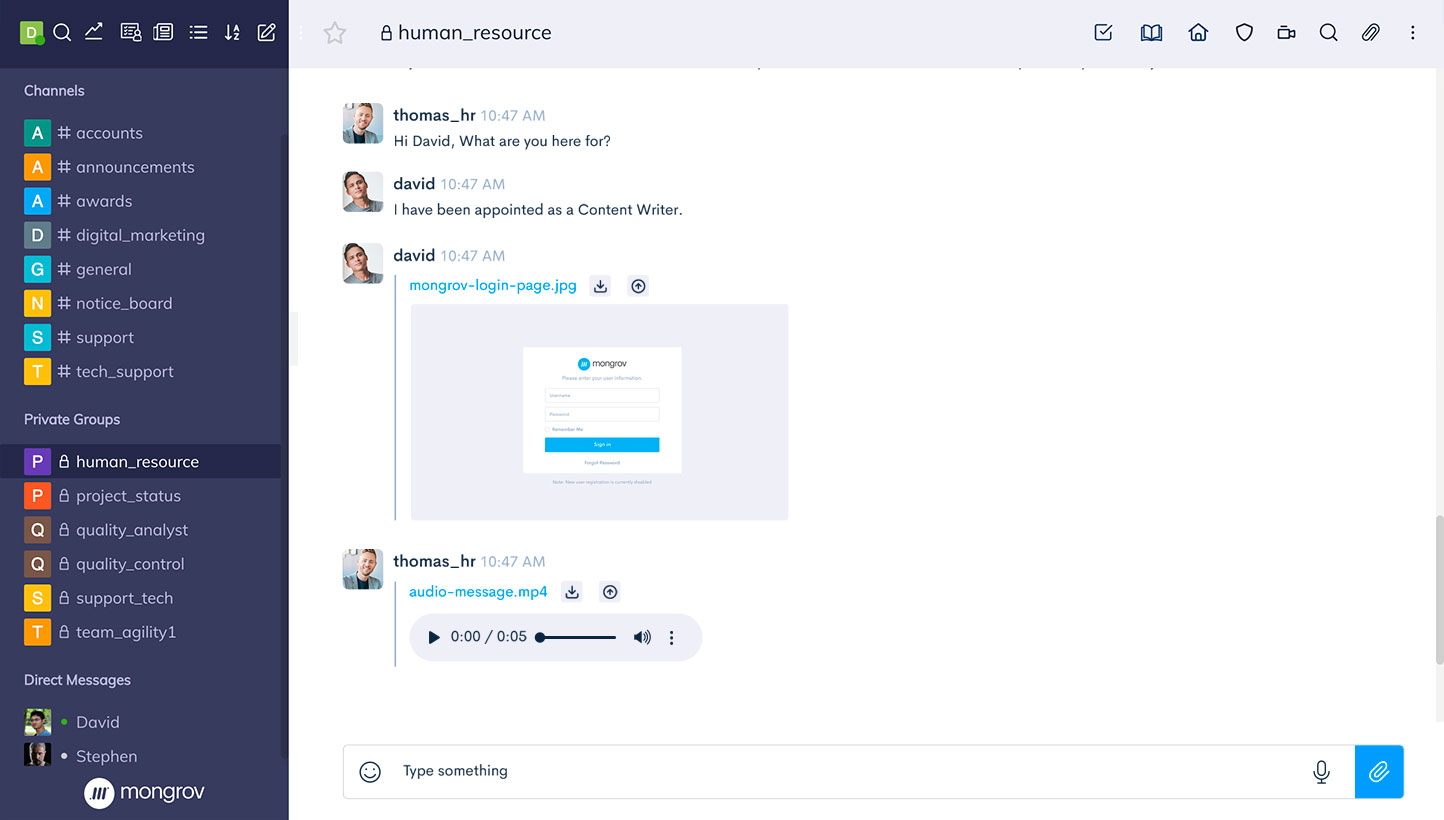 D
human_resource
Channels
A # accounts
A # announcements
A # awards
D # digital_marketing
G # general
N # notice_board
S # support
T # tech_support
Private Groups
P human_resource
P project_status
Q quality_analyst
Q quality_control
S support_tech
T team_agility1
Direct Messages
David
Stephen
mongrov
thomas_hr 10:47 AM
Hi David, What are you here for?
david 10:47 AM
I have been appointed as a Content Writer.
david 10:47 AM
mongrov-login-page.jpg
mongrov
Please enter your user information.
Username
Password
Remember Me
Sign in
Forgot Password
Note: New user registration is currently disabled
thomas_hr 10:47 AM
audio-message.mp4
0:00 / 0:05
Type something